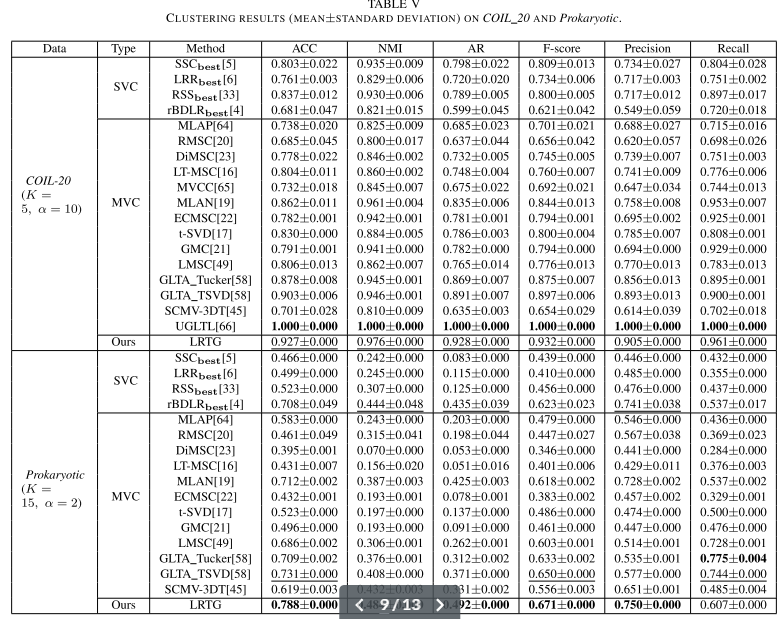 TABLE V
CLUSTERING RESULTS (MEAN±STANDARD DEVIATION) ON COIL_20 AND Prokaryotic.
Data Type Method ACC NMI AR F-score Precision Recall
COIL-20 (K = 5, α = 10)
SVC
SSCbest[5] 0.803±0.022 0.935±0.009 0.798±0.022 0.809±0.013 0.734±0.027 0.804±0.028
LRRbest[6] 0.761±0.003 0.829±0.006 0.720±0.020 0.734±0.006 0.717±0.003 0.751±0.002
RSSbest[33] 0.837±0.012 0.930±0.006 0.789±0.005 0.800±0.005 0.717±0.012 0.897±0.017
rBDLRbest[4] 0.681±0.047 0.821±0.015 0.599±0.045 0.621±0.042 0.549±0.059 0.720±0.018
MVC
MLAP[64] 0.738±0.020 0.825±0.009 0.685±0.023 0.701±0.021 0.688±0.027 0.715±0.016
RMSC[20] 0.685±0.045 0.800±0.017 0.637±0.044 0.656±0.042 0.620±0.057 0.698±0.026
DiMSC[23] 0.778±0.022 0.846±0.002 0.732±0.005 0.745±0.005 0.739±0.007 0.751±0.003
LT-MSC[16] 0.804±0.011 0.860±0.002 0.748±0.004 0.760±0.007 0.741±0.009 0.776±0.006
MVCC[65] 0.732±0.018 0.845±0.007 0.675±0.022 0.692±0.021 0.647±0.034 0.744±0.013
MLAN[19] 0.862±0.011 0.961±0.004 0.835±0.006 0.844±0.013 0.758±0.008 0.953±0.007
ECMSC[22] 0.782±0.001 0.942±0.001 0.781±0.001 0.794±0.001 0.695±0.002 0.925±0.001
t-SVD[17] 0.830±0.000 0.884±0.005 0.786±0.003 0.800±0.004 0.785±0.007 0.808±0.001
GMC[21] 0.791±0.001 0.941±0.000 0.782±0.000 0.794±0.000 0.694±0.000 0.929±0.000
LMSC[49] 0.806±0.013 0.862±0.007 0.765±0.014 0.776±0.013 0.770±0.013 0.783±0.013
GLTA_Tucker[58] 0.878±0.008 0.945±0.001 0.869±0.007 0.875±0.007 0.856±0.013 0.895±0.001
GLTA_TSVD[58] 0.903±0.006 0.946±0.001 0.891±0.007 0.897±0.006 0.893±0.013 0.900±0.001
SCMV-3DT[45] 0.701±0.028 0.810±0.009 0.635±0.003 0.654±0.029 0.614±0.039 0.702±0.018
UGLTL[66] 1.000±0.000 1.000±0.000 1.000±0.000 1.000±0.000 1.000±0.000 1.000±0.000
Ours LRTG 0.927±0.000 0.976±0.000 0.928±0.000 0.932±0.000 0.905±0.000 0.961±0.000
Prokaryotic (K = 15, α = 2)
SVC
SSCbest[5] 0.466±0.000 0.242±0.000 0.083±0.000 0.439±0.000 0.446±0.000 0.432±0.000
LRRbest[6] 0.499±0.000 0.245±0.000 0.115±0.000 0.410±0.000 0.485±0.000 0.355±0.000
RSSbest[33] 0.523±0.000 0.307±0.000 0.125±0.000 0.456±0.000 0.476±0.000 0.437±0.000
rBDLRbest[4] 0.708±0.049 0.444±0.048 0.435±0.039 0.623±0.023 0.741±0.038 0.537±0.017
MVC
MLAP[64] 0.583±0.000 0.243±0.000 0.203±0.000 0.479±0.000 0.546±0.000 0.436±0.000
RMSC[20] 0.461±0.049 0.315±0.041 0.198±0.044 0.447±0.027 0.567±0.038 0.369±0.023
DiMSC[23] 0.395±0.001 0.070±0.000 0.053±0.000 0.346±0.000 0.441±0.000 0.284±0.000
LT-MSC[16] 0.431±0.007 0.156±0.020 0.051±0.016 0.401±0.006 0.429±0.011 0.376±0.003
MLAN[19] 0.712±0.002 0.387±0.003 0.425±0.003 0.618±0.002 0.728±0.002 0.537±0.002
ECMSC[22] 0.432±0.001 0.193±0.001 0.078±0.001 0.383±0.002 0.457±0.002 0.329±0.001
t-SVD[17] 0.523±0.000 0.197±0.000 0.137±0.000 0.486±0.000 0.474±0.000 0.500±0.000
GMC[21] 0.496±0.000 0.193±0.000 0.091±0.000 0.461±0.000 0.447±0.000 0.476±0.000
LMSC[49] 0.686±0.002 0.306±0.001 0.262±0.000 0.603±0.001 0.514±0.001 0.728±0.001
GLTA_Tucker[58] 0.709±0.002 0.376±0.001 0.312±0.002 0.633±0.002 0.535±0.001 0.775±0.004
GLTA_TSVD[58] 0.731±0.000 0.408±0.000 0.371±0.000 0.650±0.000 0.577±0.000 0.744±0.000
SCMV-3DT[45] 0.619±0.003 0.556±0.003 0.651±0.001 0.485±0.004
Ours LRTG 0.788±0.000 0.671±0.000 0.750±0.000 0.607±0.000
9/13